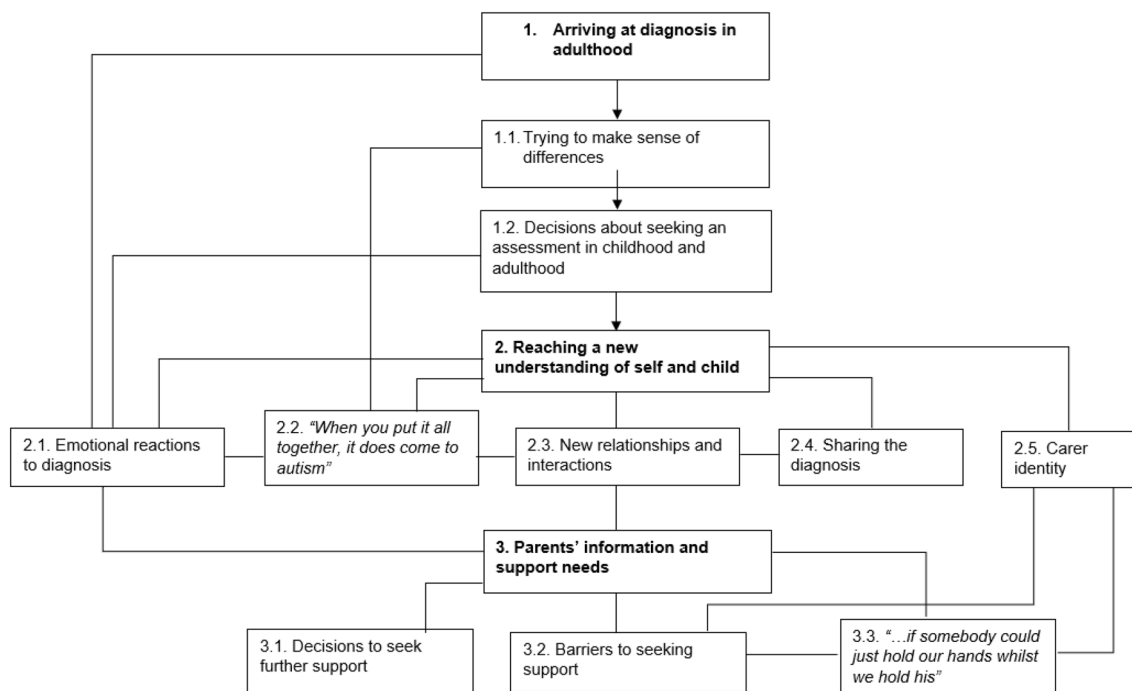 1. Arriving at diagnosis in
adulthood
1.1. Trying to make sense of
differences
1.2. Decisions about seeking an
assessment in childhood and
adulthood
2. Reaching a new
understanding of self and child
2.1. Emotional reactions
to diagnosis
2.2. “When you put it all
together, it does come to
autism”
2.3. New relationships and
interactions
2.4. Sharing the
diagnosis
2.5. Carer
identity
3. Parents’ information and
support needs
3.1. Decisions to seek
further support
3.2. Barriers to seeking
support
3.3. “…if somebody could
just hold our hands whilst
we hold his”